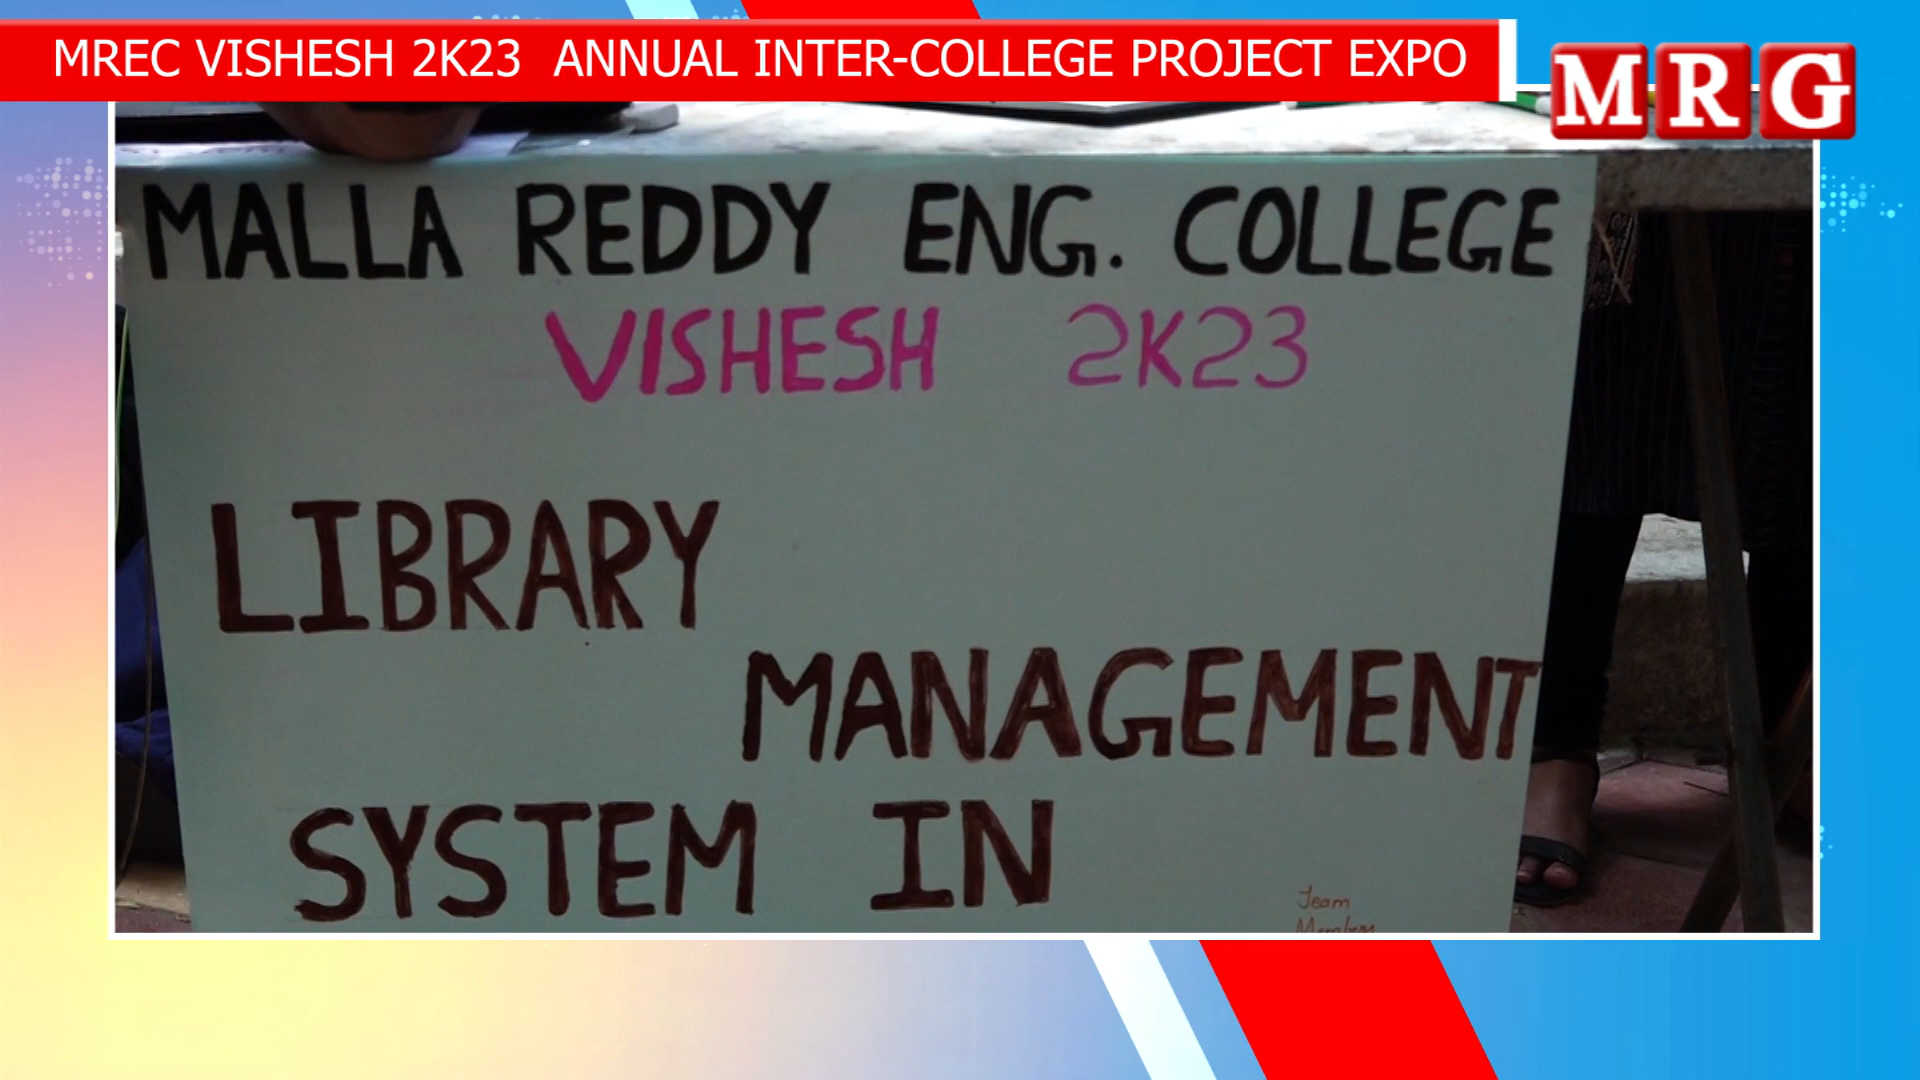 MREC VISHESH 2K23 ANNUAL INTER-COLLEGE PROJECT EXPO
MRG
MALLA REDDY ENG. COLLEGE
VISHESH 2K23
LIBRARY
MANAGEMENT
SYSTEM IN
Team
Members